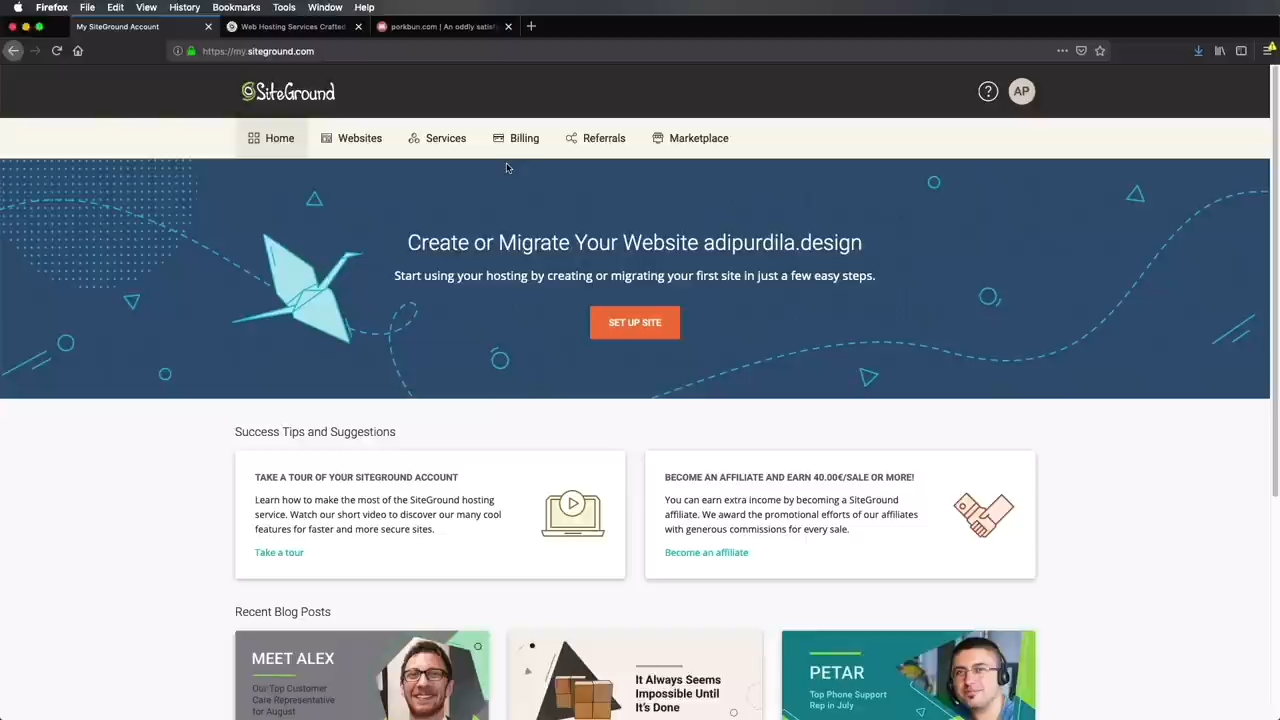 Firefox File Edit View History Bookmarks Tools Window Help
My SiteGround Account
Web Hosting Services Crafted
porkbun.com | An oddly satisf
https://my.siteground.com
SiteGround
? AP
Home Websites Services Billing Referrals Marketplace
Create or Migrate Your Website adipurdila.design
Start using your hosting by creating or migrating your first site in just a few easy steps.
SET UP SITE
Success Tips and Suggestions
TAKE A TOUR OF YOUR SITEGROUND ACCOUNT
Learn how to make the most of the SiteGround hosting
service. Watch our short video to discover our many cool
features for faster and more secure sites.
Take a tour
BECOME AN AFFILIATE AND EARN 40.00€/SALE OR MORE!
You can earn extra income by becoming a SiteGround
affiliate. We award the promotional efforts of our affiliates
with generous commissions for every sale.
Become an affiliate
Recent Blog Posts
MEET ALEX
Our Top Customer
Care Representative
for August
It Always Seems
Impossible Until
It's Done
PETAR
Top Phone Support
Rep in July